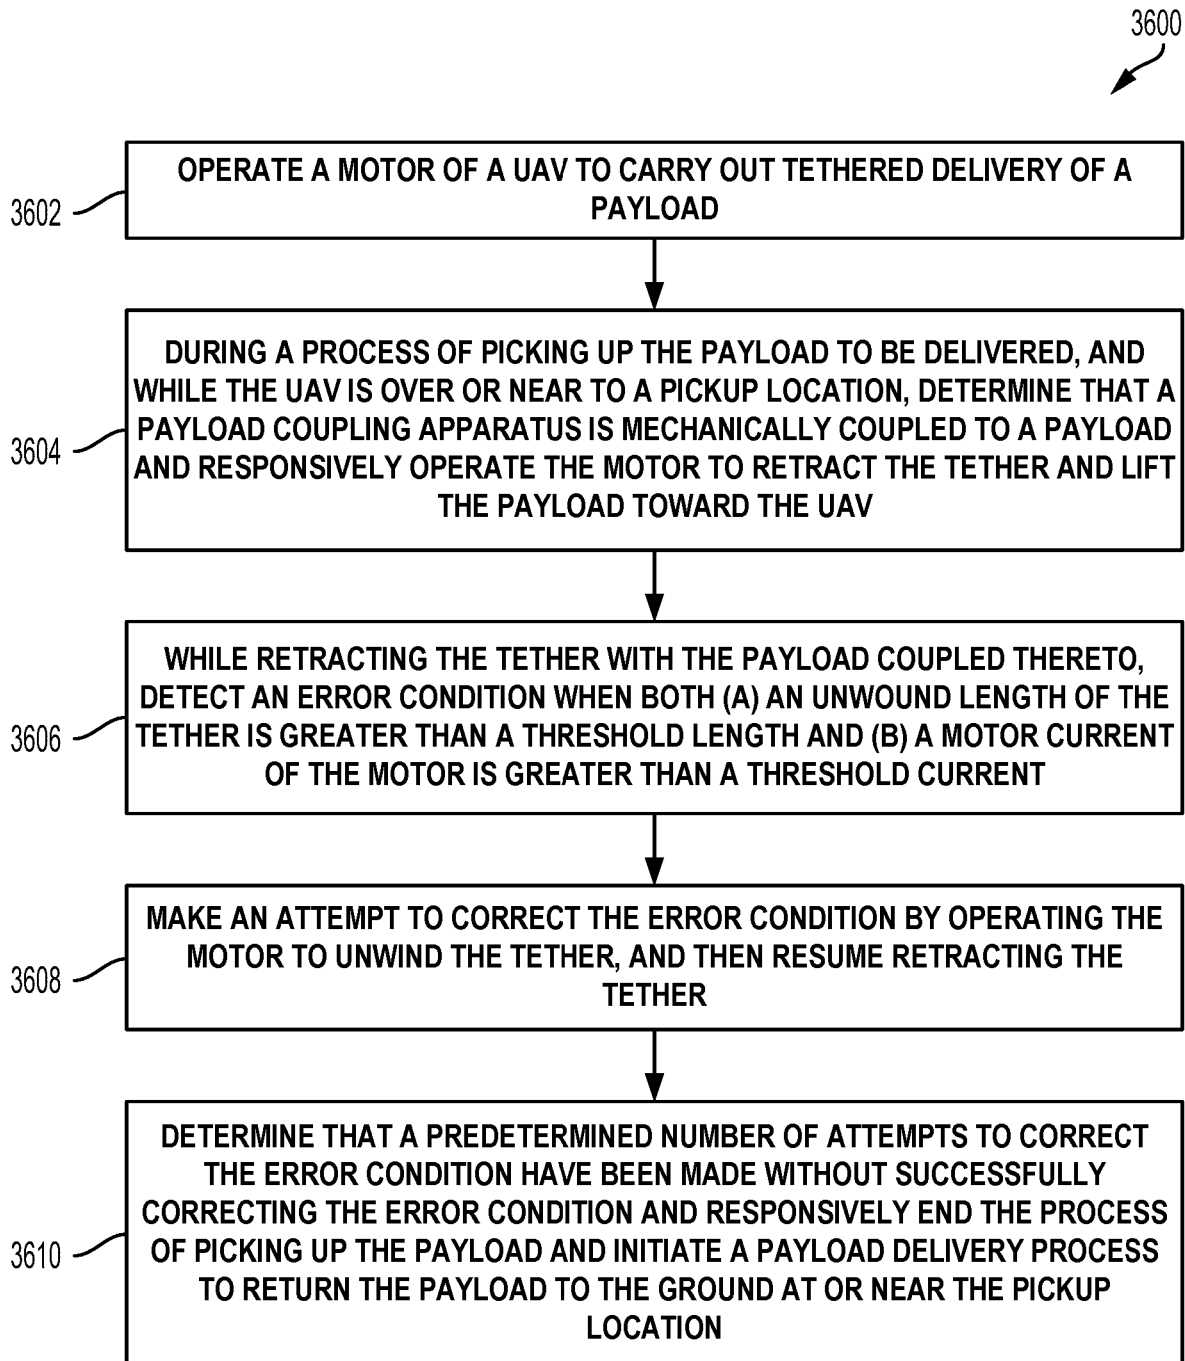 3600
OPERATE A MOTOR OF A UAV TO CARRY OUT TETHERED DELIVERY OF A
PAYLOAD
3602
DURING A PROCESS OF PICKING UP THE PAYLOAD TO BE DELIVERED, AND
WHILE THE UAV IS OVER OR NEAR TO A PICKUP LOCATION, DETERMINE THAT A
PAYLOAD COUPLING APPARATUS IS MECHANICALLY COUPLED TO A PAYLOAD
AND RESPONSIVELY OPERATE THE MOTOR TO RETRACT THE TETHER AND LIFT
THE PAYLOAD TOWARD THE UAV
3604
WHILE RETRACTING THE TETHER WITH THE PAYLOAD COUPLED THERETO,
DETECT AN ERROR CONDITION WHEN BOTH (A) AN UNWOUND LENGTH OF THE
TETHER IS GREATER THAN A THRESHOLD LENGTH AND (B) A MOTOR CURRENT
OF THE MOTOR IS GREATER THAN A THRESHOLD CURRENT
3606
MAKE AN ATTEMPT TO CORRECT THE ERROR CONDITION BY OPERATING THE
MOTOR TO UNWIND THE TETHER, AND THEN RESUME RETRACTING THE
TETHER
3608
DETERMINE THAT A PREDETERMINED NUMBER OF ATTEMPTS TO CORRECT
THE ERROR CONDITION HAVE BEEN MADE WITHOUT SUCCESSFULLY
CORRECTING THE ERROR CONDITION AND RESPONSIVELY END THE PROCESS
OF PICKING UP THE PAYLOAD AND INITIATE A PAYLOAD DELIVERY PROCESS
TO RETURN THE PAYLOAD TO THE GROUND AT OR NEAR THE PICKUP
LOCATION
3610